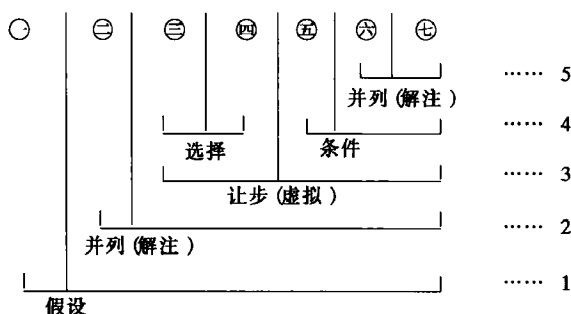 ㊀ ㊁ ㊂ ㊃ ㊄ ㊅ ㊆
…… 5
并列(解注)
…… 4
选择 条件
…… 3
让步(虚拟)
…… 2
并列(解注)
…… 1
假设